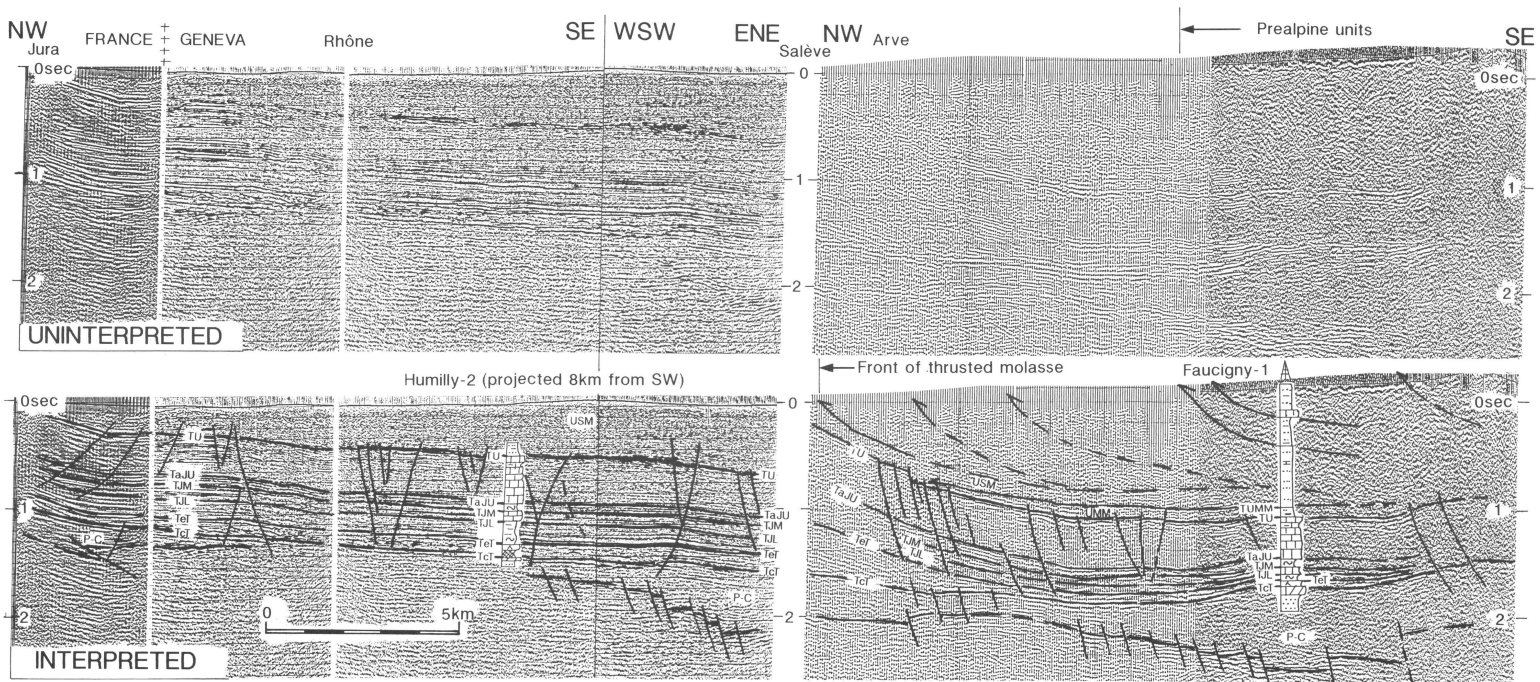 NW
Jura
FRANCE
GENEVA
Rhône
SE
WSW
ENE
Salève
NW
Arve
Prealpine units
SE
0sec
0
0sec
1
1
1
2
2
2
UNINTERPRETED
Humilly-2 (projected 8km from SW)
Front of thrusted molasse
Faucigny-1
0sec
0
0sec
USM
TU
TU
TU
TU
USM
TaJU
TJM
TJL
TeT
TcT
P-C
TaJU
TJM
TJL
TeT
TcT
TaJU
TJM
TJL
TeT
TcT
P-C
TaJU
TJM
TJL
TeT
TcT
UMM
TUMM
TU
TaJU
TJM
TJL
TeT
TcT
P-C
1
1
1
2
2
2
0
5km
INTERPRETED